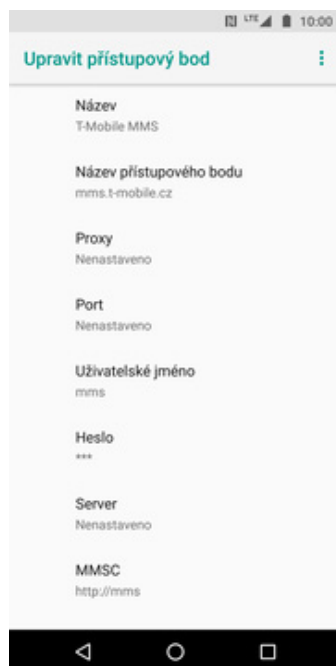 LTE 10:00
Upravit přístupový bod
Název
T-Mobile MMS
Název přístupového bodu
mms.t-mobile.cz
Proxy
Nenastaveno
Port
Nenastaveno
Uživatelské jméno
mms
Heslo
***
Server
Nenastaveno
MMSC
http://mms